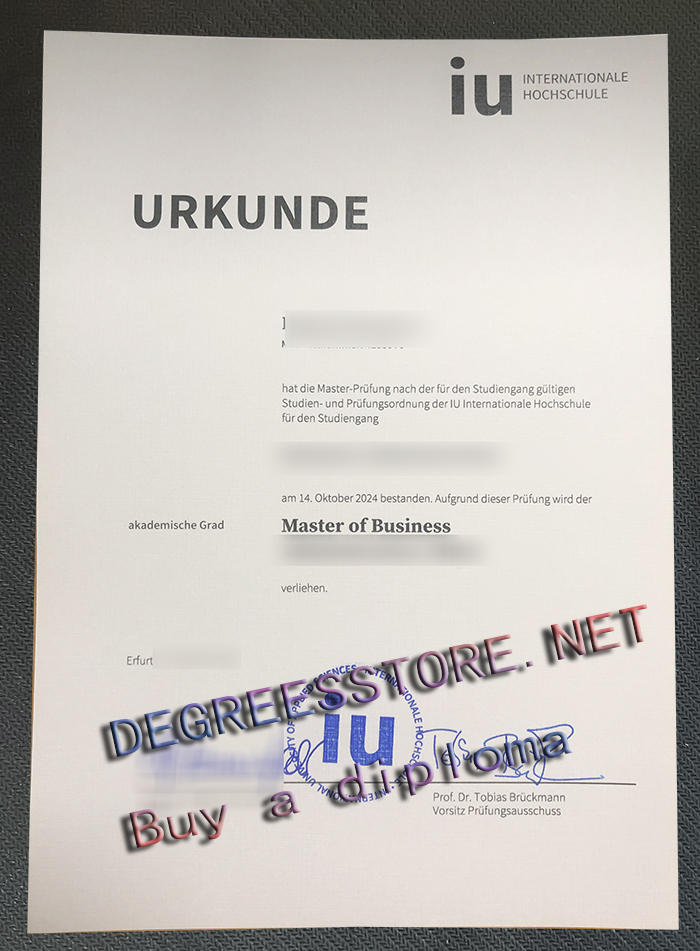 iu INTERNATIONALE
HOCHSCHULE
URKUNDE
hat die Master-Prüfung nach der für den Studiengang gültigen
Studien- und Prüfungsordnung der IU Internationale Hochschule
für den Studiengang
am 14. Oktober 2024 bestanden. Aufgrund dieser Prüfung wird der
akademische Grad
Master of Business
verliehen.
Erfurt
DEGREESSTORE.NET
iu
Buy a diploma
Prof. Dr. Tobias Brückmann
Vorsitz Prüfungsausschuss